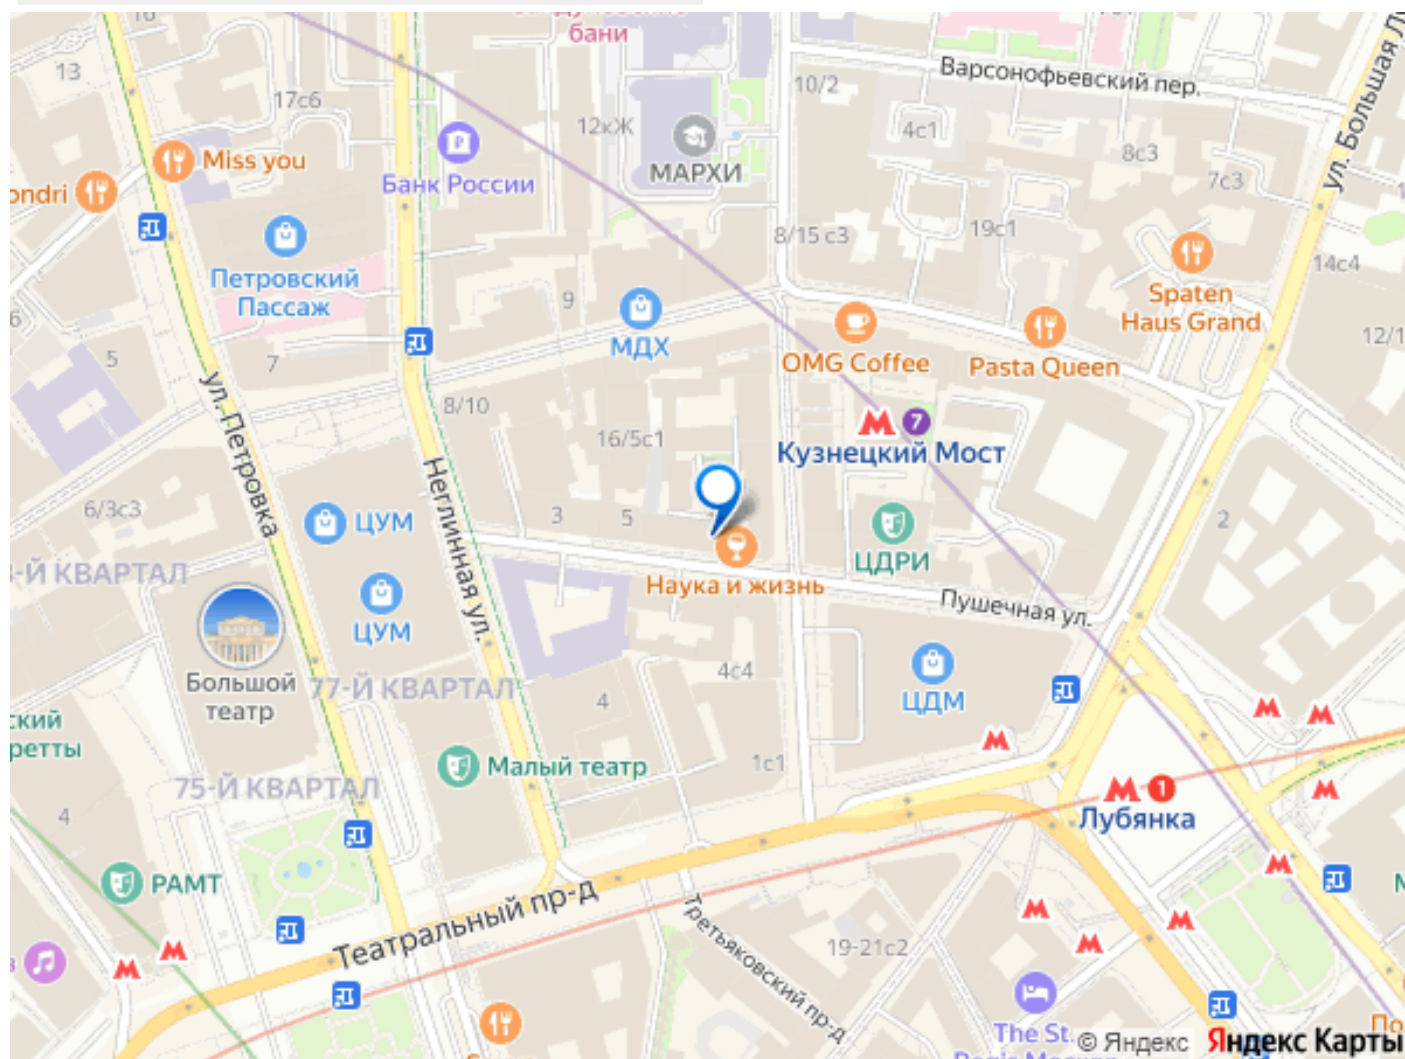 бани
13
16
17с6
12кЖ
10/2
Варсонофьевский пер.
ул. Большая Л
4с1
8с3
7с3
Miss you
ondri
Банк России
МАРХИ
8/15 с3
19с1
14с4
Петровский
Пассаж
9
МДХ
Spaten
Haus Grand
6
5
7
12/1
OMG Coffee
Pasta Queen
ул. Петровка
8/10
16/5с1
7
Кузнецкий Мост
Неглинная ул.
6/3с3
ЦУМ
3
5
2
ЦДРИ
-Й КВАРТАЛ
Наука и жизнь
Пушечная ул.
ЦУМ
Большой
театр
77-Й КВАРТАЛ
4с4
4
ЦДМ
ский
ретты
Малый театр
1с1
75-Й КВАРТАЛ
4
1
Лубянка
РАМТ
Театральный пр-д
Третьяковский пр-д
19-21с2
The St.
© Яндекс
Яндекс Карты